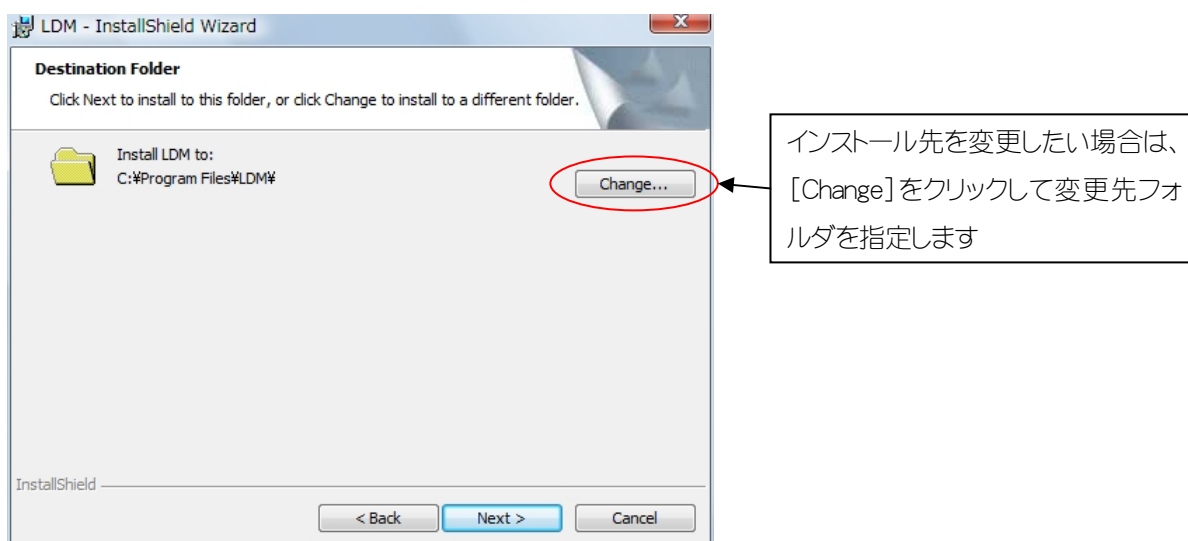 LDM - InstallShield Wizard
Destination Folder
Click Next to install to this folder, or click Change to install to a different folder.
Install LDM to:
C:¥Program Files¥LDM¥
Change...
インストール先を変更したい場合は、
[Change]をクリックして変更先フォ
ルダを指定します
InstallShield
< Back
Next >
Cancel